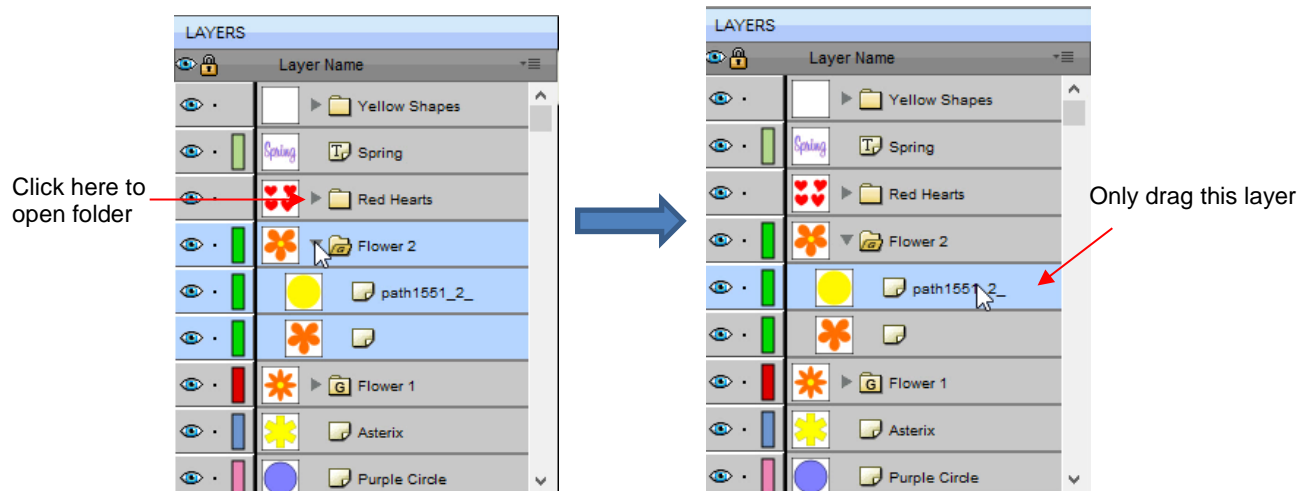 LAYERS
Layer Name
Yellow Shapes
Spring
T
Spring
Red Hearts
G
Flower 2
path1551_2_
G
Flower 1
Asterix
Purple Circle
Click here to
open folder
LAYERS
Layer Name
Yellow Shapes
Spring
T
Spring
Red Hearts
G
Flower 2
path1551_2_
G
Flower 1
Asterix
Purple Circle
Only drag this layer